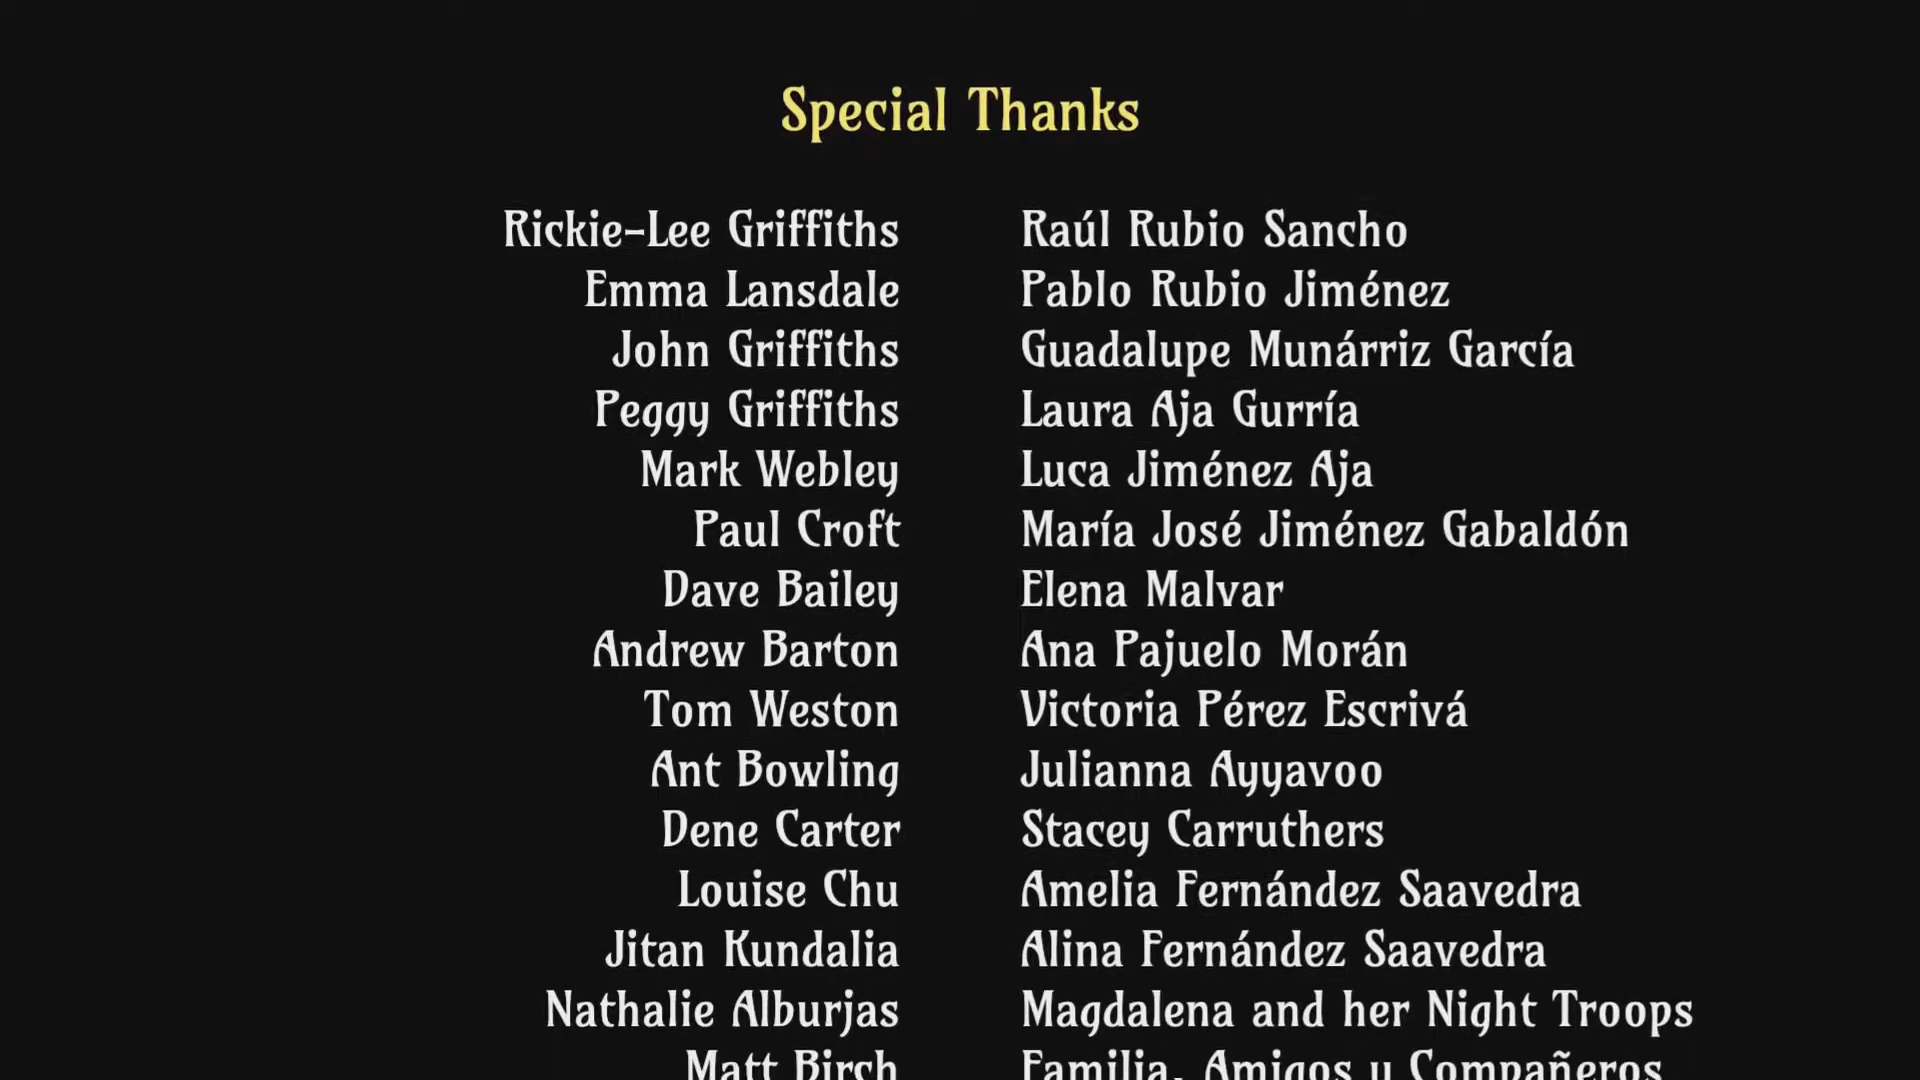 Special Thanks
Rickie-Lee Griffiths
Emma Lansdale
John Griffiths
Peggy Griffiths
Mark Webley
Paul Croft
Dave Bailey
Andrew Barton
Tom Weston
Ant Bowling
Dene Carter
Louise Chu
Jitan Kundalia
Nathalie Alburjas
Matt Birch
Raúl Rubio Sancho
Pablo Rubio Jiménez
Guadalupe Munárriz García
Laura Aja Gurría
Luca Jiménez Aja
María José Jiménez Gabaldón
Elena Malvar
Ana Pajuelo Morán
Victoria Pérez Escrivá
Julianna Ayyavoo
Stacey Carruthers
Amelia Fernández Saavedra
Alina Fernández Saavedra
Magdalena and her Night Troops
Familia, Amigos y Compañeros